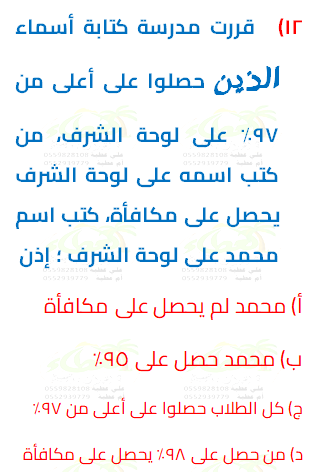 ١٢) قررت مدرسة كتابة أسماء
الذين حصلوا على أعلى من
٩٧٪ على لوحة الشرف، من
كتب اسمه على لوحة الشرف
يحصل على مكافأة، كتب اسم
محمد على لوحة الشرف ؛ إذن
أ) محمد لم يحصل على مكافأة
ب) محمد حصل على ٩٥٪
ج) كل الطلاب حصلوا على أعلى من ٩٧٪
د) من حصل على ٩٨٪ يحصل على مكافأة